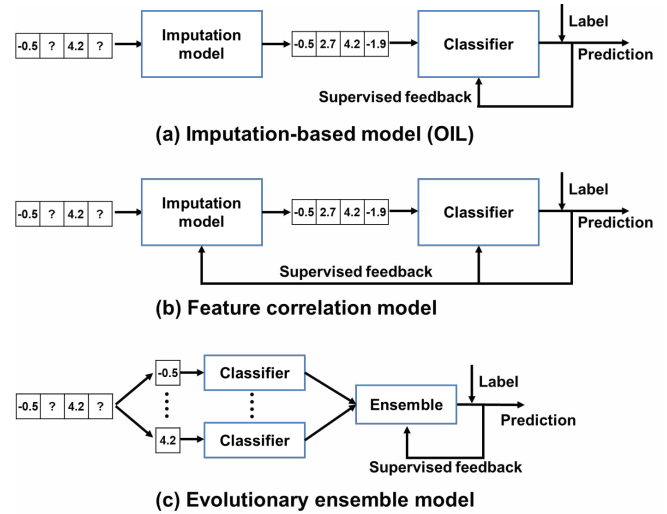 Label
-0.5 ? 4.2 ?
Imputation
model
-0.5 2.7 4.2 -1.9
Classifier
Prediction
Supervised feedback
(a) Imputation-based model (OIL)
Label
-0.5 ? 4.2 ?
Imputation
model
-0.5 2.7 4.2 -1.9
Classifier
Prediction
Supervised feedback
(b) Feature correlation model
-0.5
Classifier
Label
-0.5 ? 4.2 ?
Ensemble
Prediction
4.2
Classifier
Supervised feedback
(c) Evolutionary ensemble model